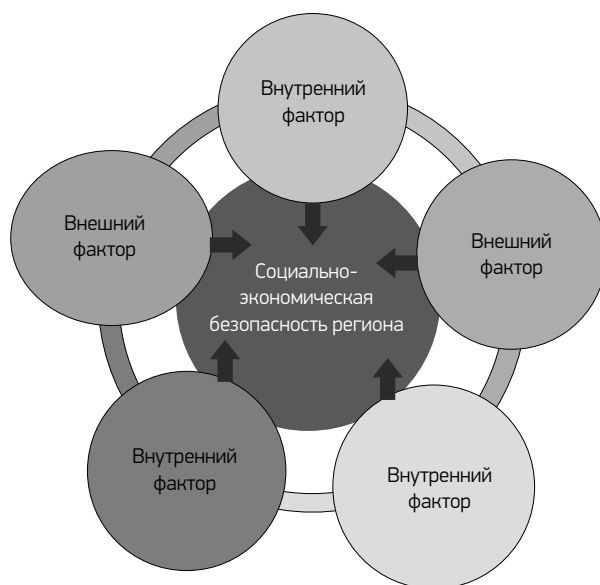 Внутренний
фактор
Внешний
фактор
Внешний
фактор
Социально-
экономическая
безопасность региона
Внутренний
фактор
Внутренний
фактор